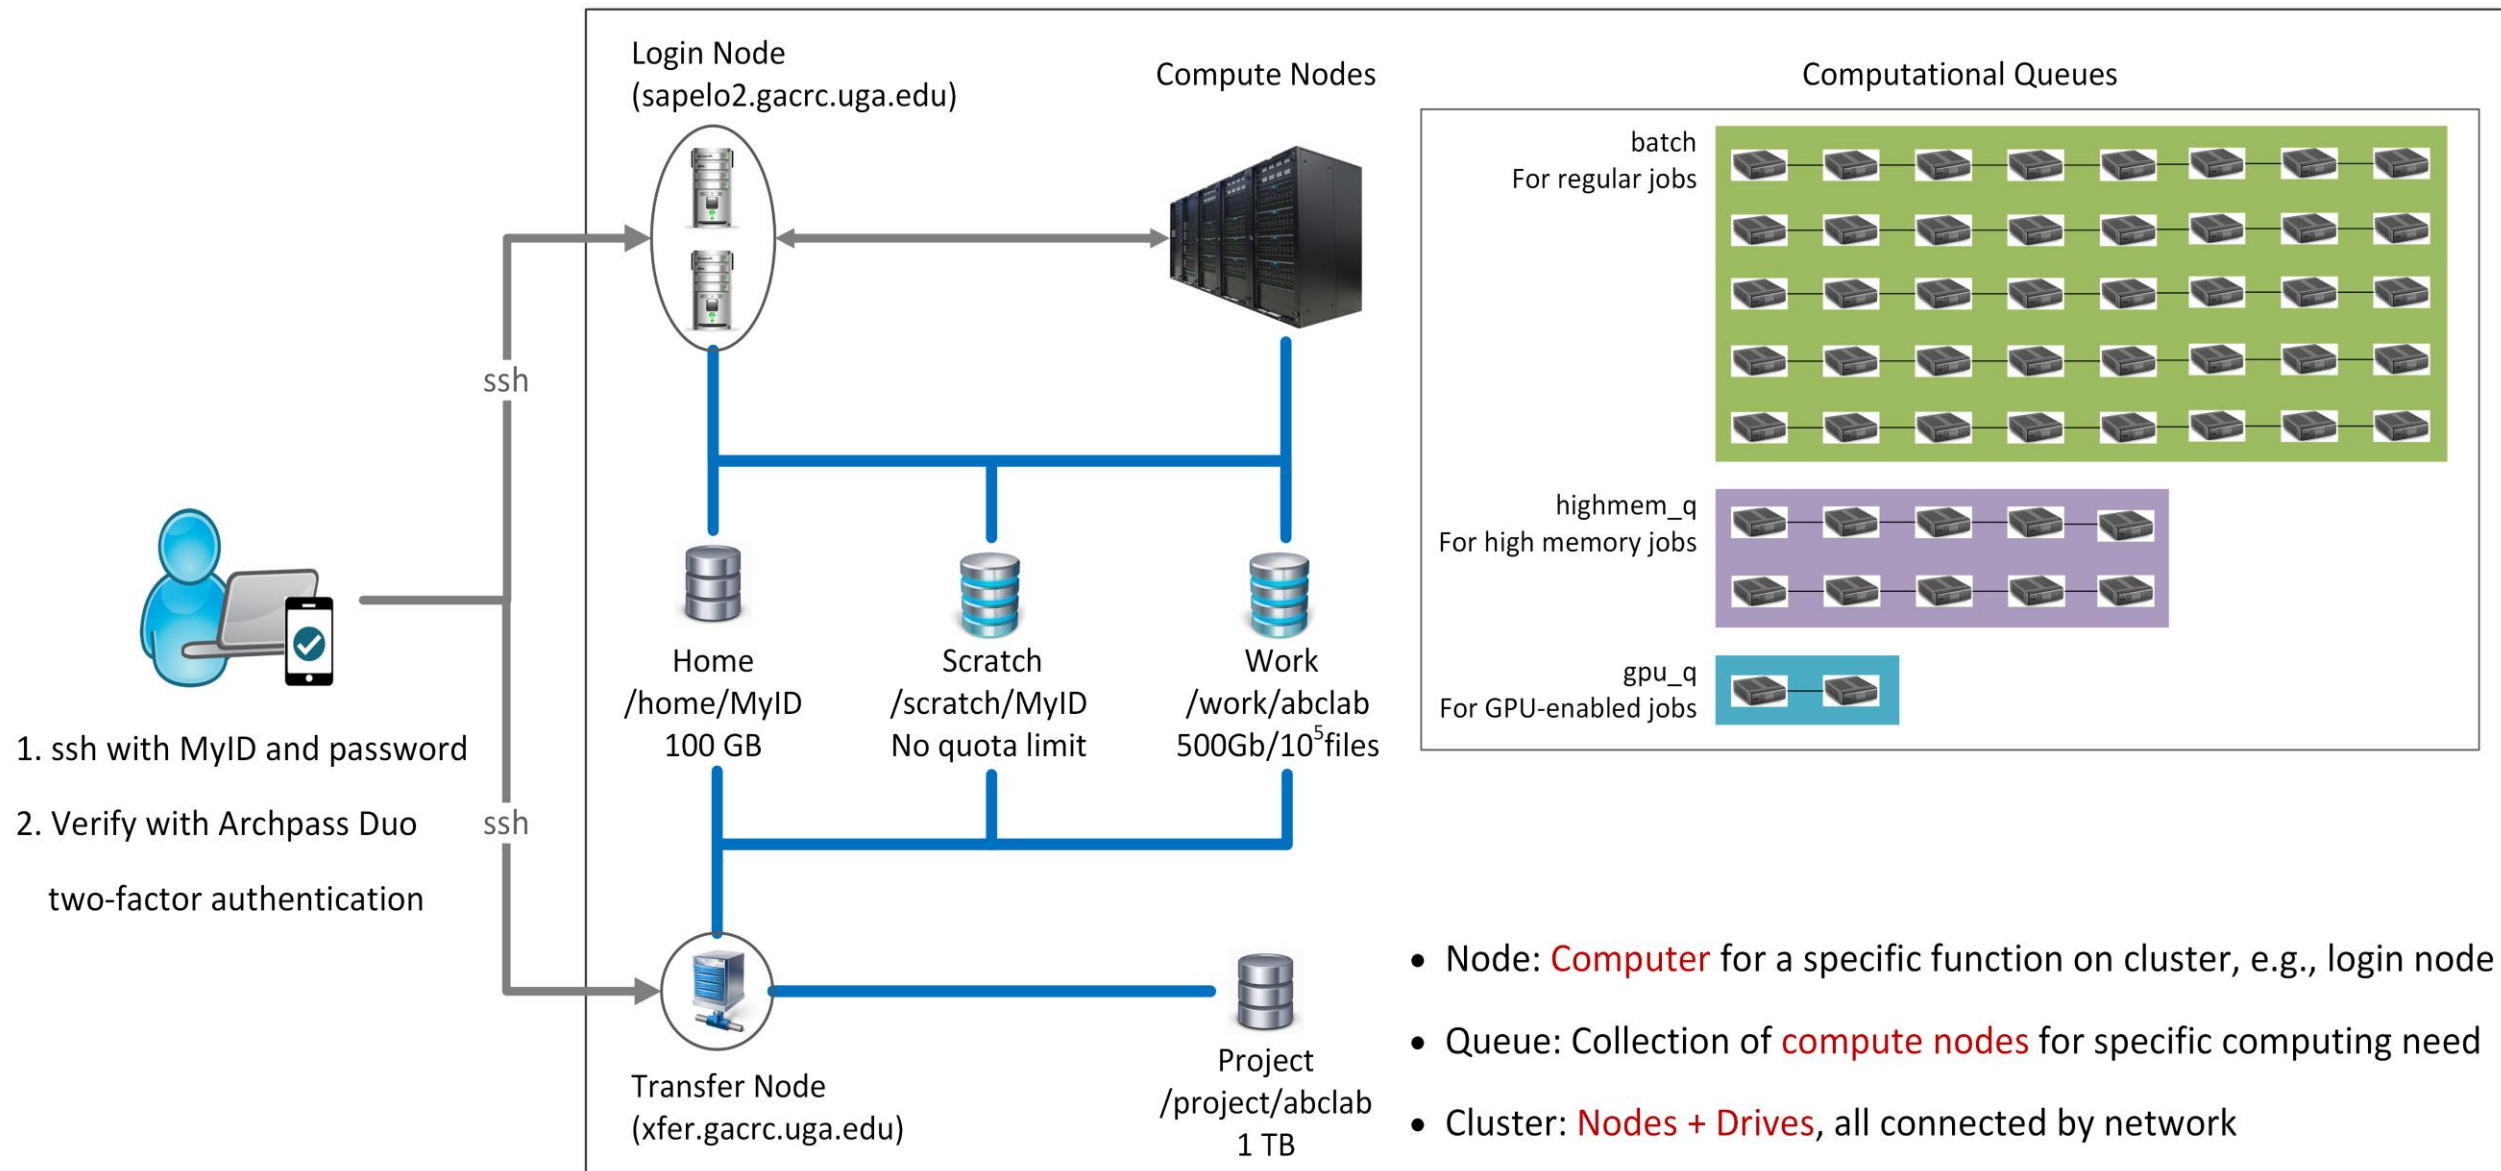 Login Node
(sapelo2.gacrc.uga.edu)
Compute Nodes
Computational Queues
batch
For regular jobs
highmem_q
For high memory jobs
gpu_q
For GPU-enabled jobs
ssh
Home
/home/MyID
100 GB
Scratch
/scratch/MyID
No quota limit
Work
/work/abclab
500Gb/10⁵files
1. ssh with MyID and password
2. Verify with Archpass Duo
two-factor authentication
ssh
Transfer Node
(xfer.gacrc.uga.edu)
Project
/project/abclab
1 TB
• Node: Computer for a specific function on cluster, e.g., login node
• Queue: Collection of compute nodes for specific computing need
• Cluster: Nodes + Drives, all connected by network